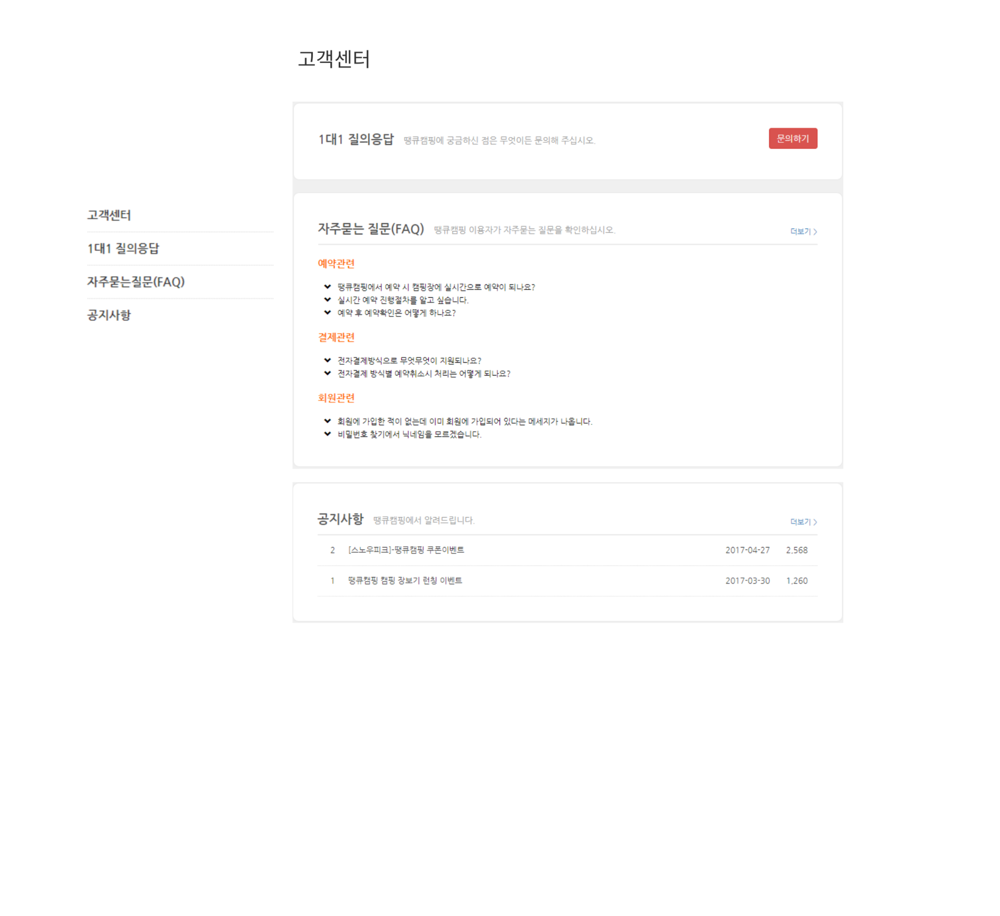 고객센터
1대1 질의응답 땡큐캠핑에 궁금하신 점은 무엇이든 문의해 주십시오. 문의하기
고객센터
1대1 질의응답
자주묻는질문(FAQ)
공지사항
자주묻는 질문(FAQ) 땡큐캠핑 이용자가 자주묻는 질문을 확인하십시오. 더보기 >
예약관련
땡큐캠핑에서 예약 시 캠핑장에 실시간으로 예약이 되나요?
실시간 예약 진행절차를 알고 싶습니다.
예약 후 예약확인은 어떻게 하나요?
결제관련
전자결제방식으로 무엇무엇이 지원되나요?
전자결제 방식별 예약취소시 처리는 어떻게 되나요?
회원관련
회원에 가입한 적이 없는데 이미 회원에 가입되어 있다는 메세지가 나옵니다.
비밀번호 찾기에서 닉네임을 모르겠습니다.
공지사항 땡큐캠핑에서 알려드립니다. 더보기 >
2 [스노우피크]-땡큐캠핑 쿠폰이벤트 2017-04-27 2,568
1 땡큐캠핑 캠핑 장보기 런칭 이벤트 2017-03-30 1,260